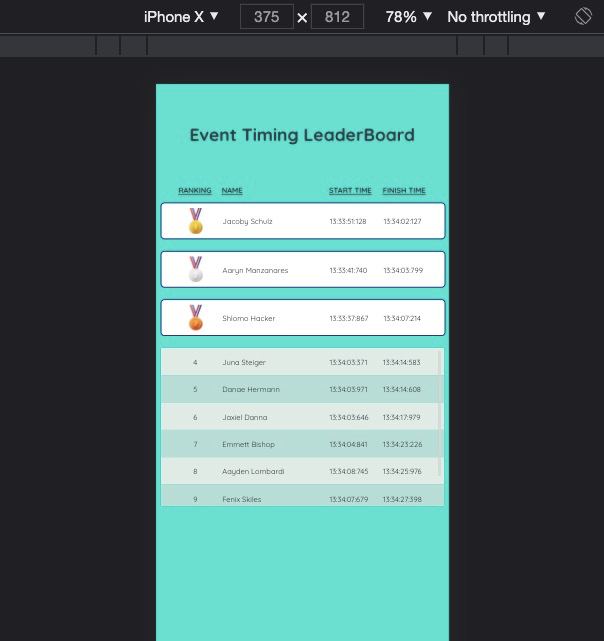 iPhone X ▼ 375 × 812 78% ▼ No throttling ▼
Event Timing LeaderBoard
RANKING NAME START TIME FINISH TIME
Jacoby Schulz 13:33:51:128 13:34:02:127
Aaryn Manzanares 13:33:41:740 13:34:03:799
Shlomo Hacker 13:33:37:867 13:34:07:214
4 Juna Steiger 13:34:03:371 13:34:14:583
5 Danae Hermann 13:34:03:971 13:34:14:608
6 Jaxiel Danna 13:34:03:646 13:34:17:979
7 Emmett Bishop 13:34:04:841 13:34:23:226
8 Aayden Lombardi 13:34:08:745 13:34:25:976
9 Fenix Skiles 13:34:07:679 13:34:27:398